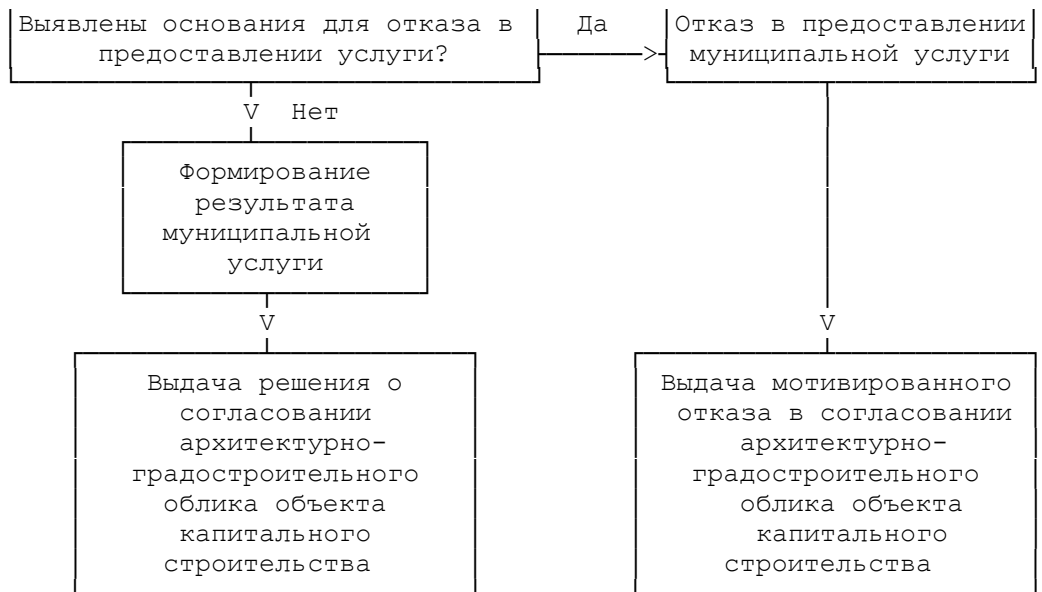 Выявлены основания для отказа в
предоставлении услуги?
Да
Отказ в предоставлении
муниципальной услуги
V Нет
Формирование
результата
муниципальной
услуги
V
V
Выдача решения о
согласовании
архитектурно-
градостроительного
облика объекта
капитального
строительства
Выдача мотивированного
отказа в согласовании
архитектурно-
градостроительного
облика объекта
капитального
строительства